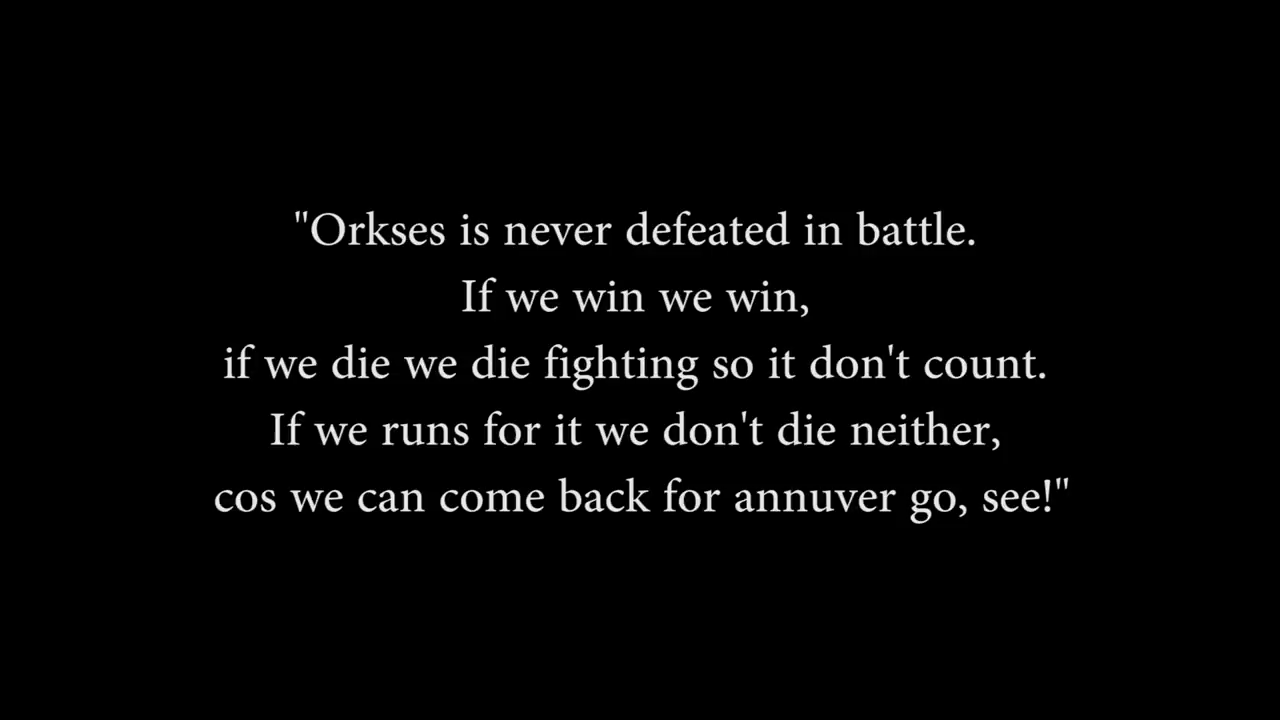 "Orkses is never defeated in battle.
If we win we win,
if we die we die fighting so it don't count.
If we runs for it we don't die neither,
cos we can come back for annuver go, see!"